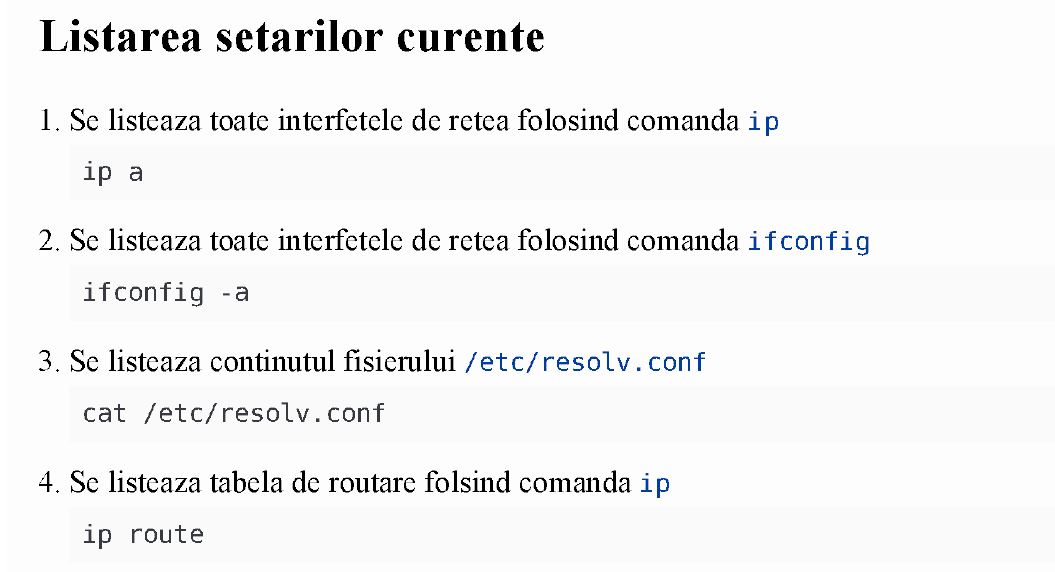 Listarea setarilor curente
1. Se listeaza toate interfetele de retea folosind comanda ip
ip a
2. Se listeaza toate interfetele de retea folosind comanda ifconfig
ifconfig -a
3. Se listeaza continutul fisierului /etc/resolv.conf
cat /etc/resolv.conf
4. Se listeaza tabela de routare folsind comanda ip
ip route